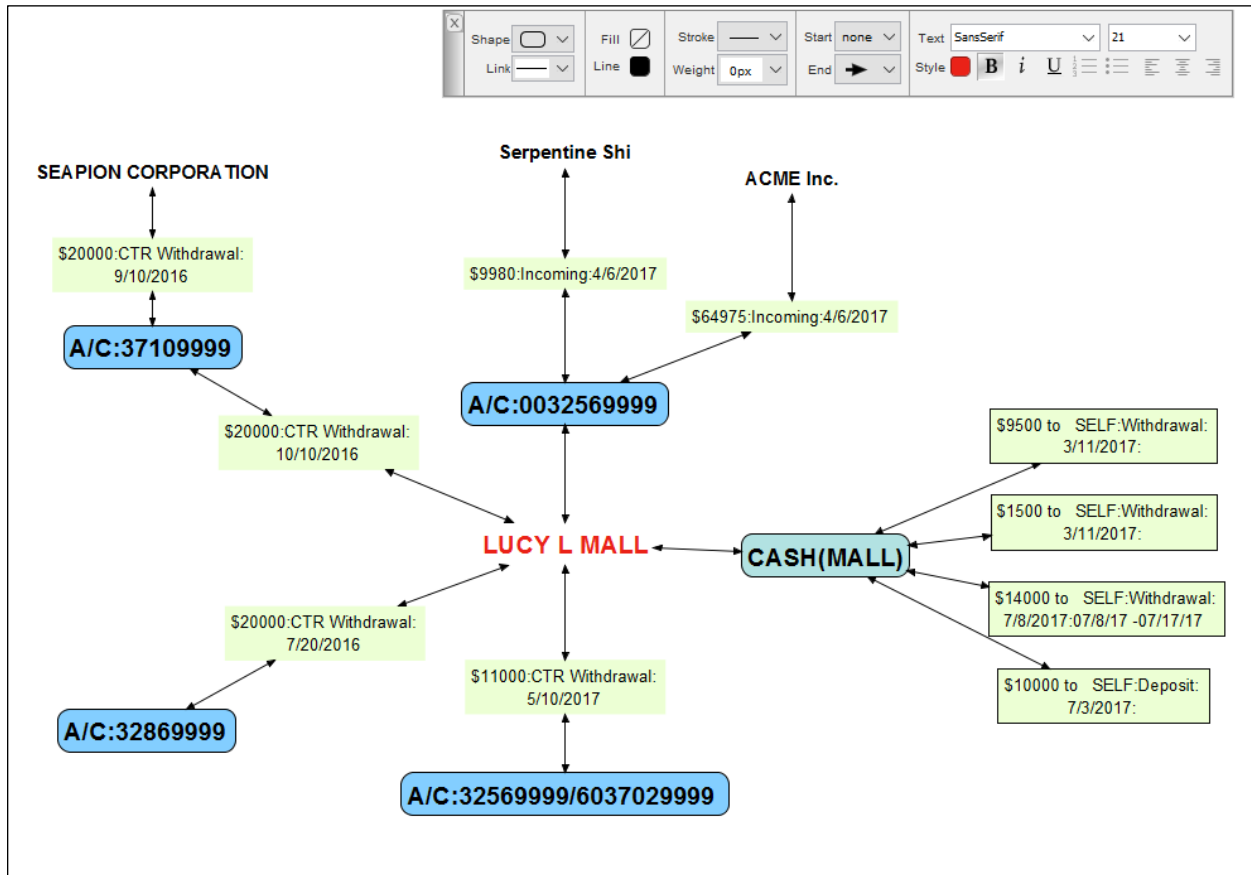 Shape
Fill
Stroke
Start none
Text SansSerif 21
Link
Line
Weight 0px
End
Style B i U
Serpentine Shi
SEAPION CORPORATION
ACME Inc.
$20000:CTR Withdrawal:
9/10/2016
$9980:Incoming:4/6/2017
$64975:Incoming:4/6/2017
A/C:37109999
A/C:0032569999
$20000:CTR Withdrawal:
10/10/2016
$9500 to SELF:Withdrawal:
3/11/2017:
$1500 to SELF:Withdrawal:
3/11/2017:
LUCY L MALL
CASH(MALL)
$14000 to SELF:Withdrawal:
7/8/2017:07/8/17 -07/17/17
$20000:CTR Withdrawal:
7/20/2016
$11000:CTR Withdrawal:
5/10/2017
$10000 to SELF:Deposit:
7/3/2017:
A/C:32869999
A/C:32569999/6037029999